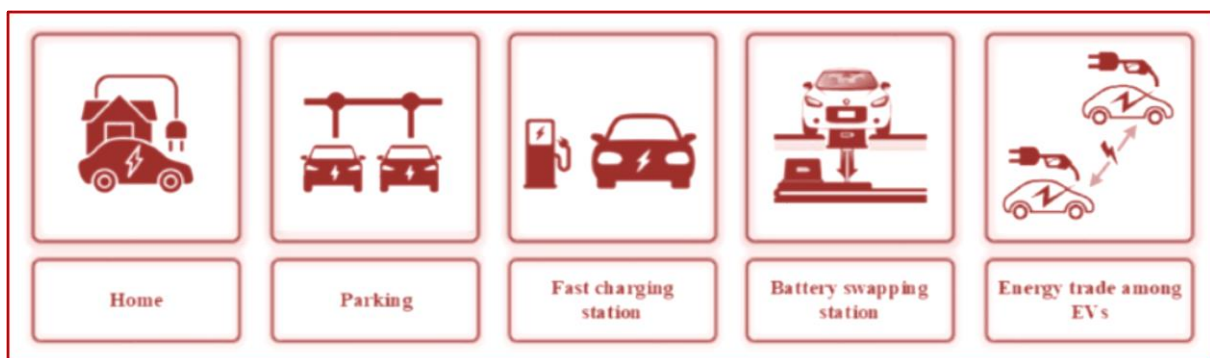 Home
Parking
Fast charging
station
Battery swapping
station
Energy trade among
EVs